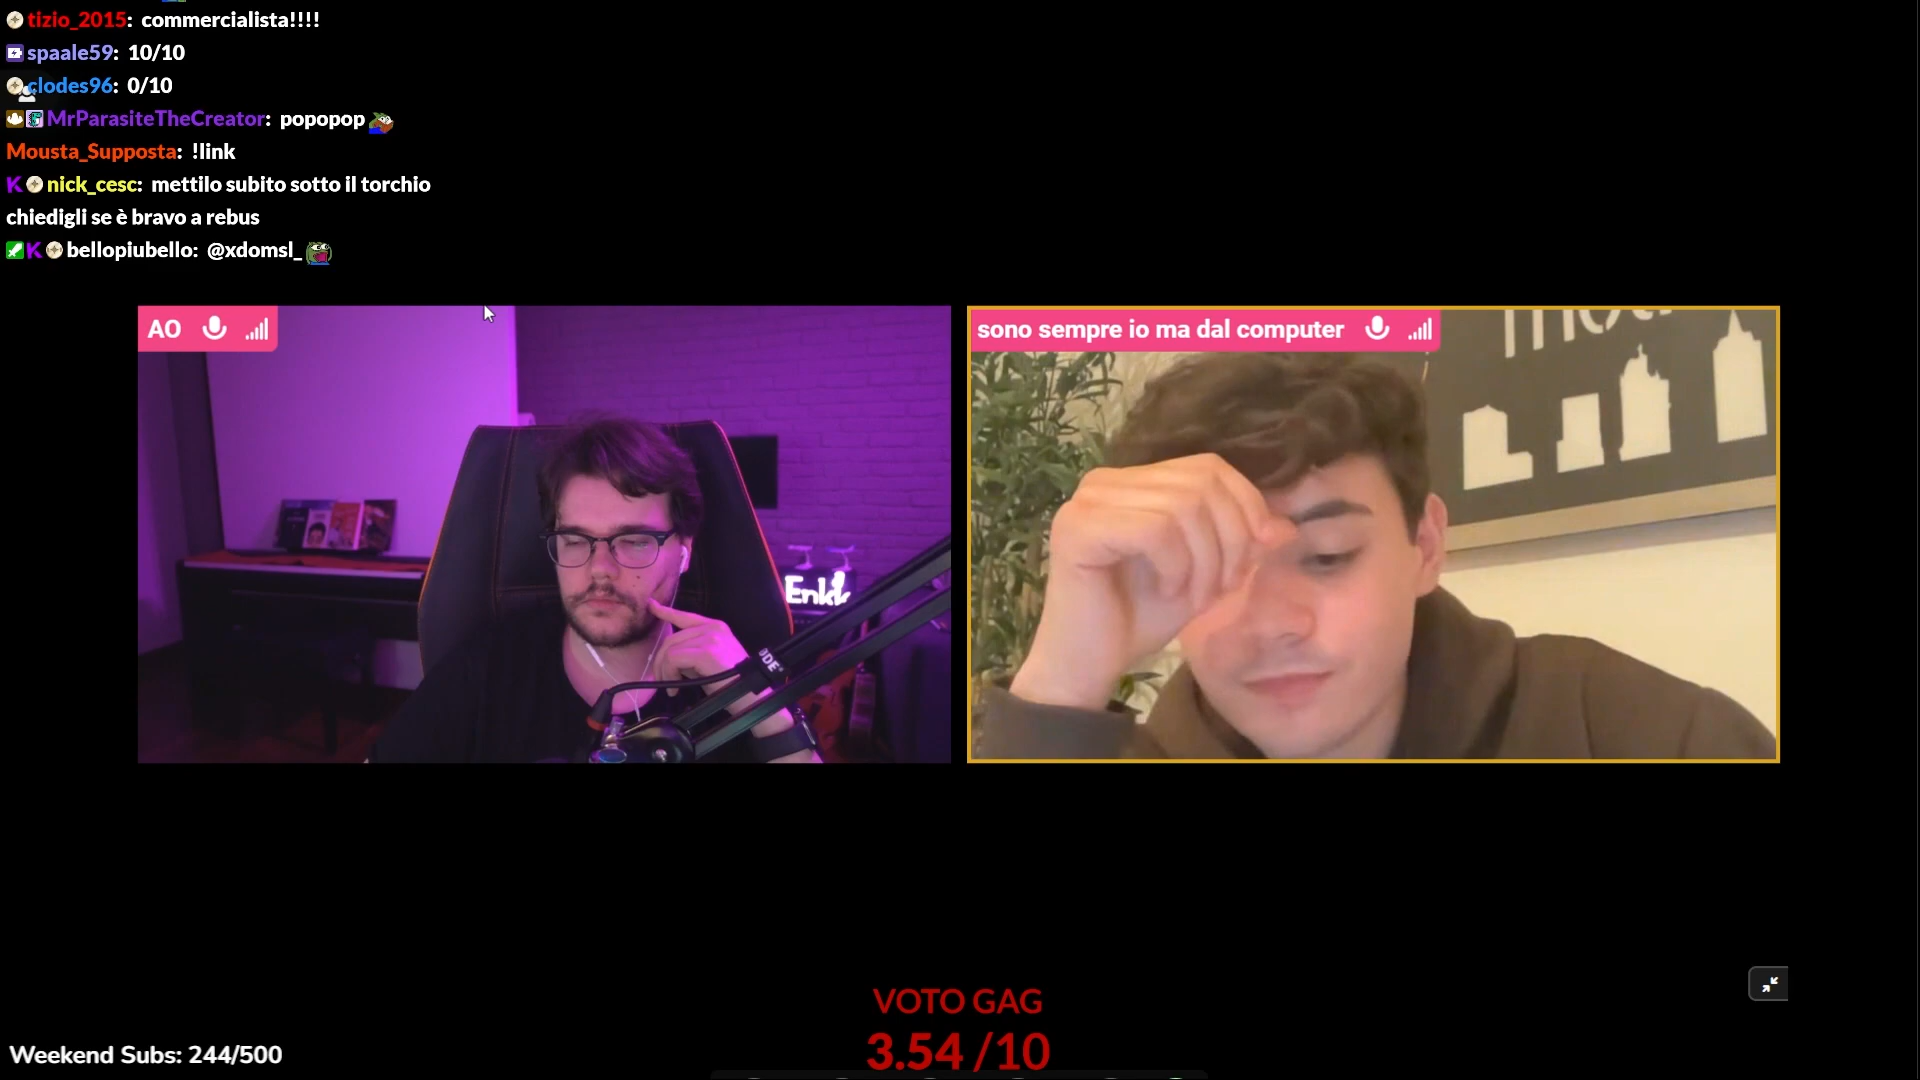 tizio_2015: commercialista!!!!
spaale59: 10/10
clodes96: 0/10
MrParasiteTheCreator: popopop
Mousta_Supposta: !link
K nick_cesc: mettilo subito sotto il torchio
chiedigli se è bravo a rebus
K bellopiubello: @xdomsl_
AO
sono sempre io ma dal computer
VOTO GAG
3.54 /10
Weekend Subs: 244/500